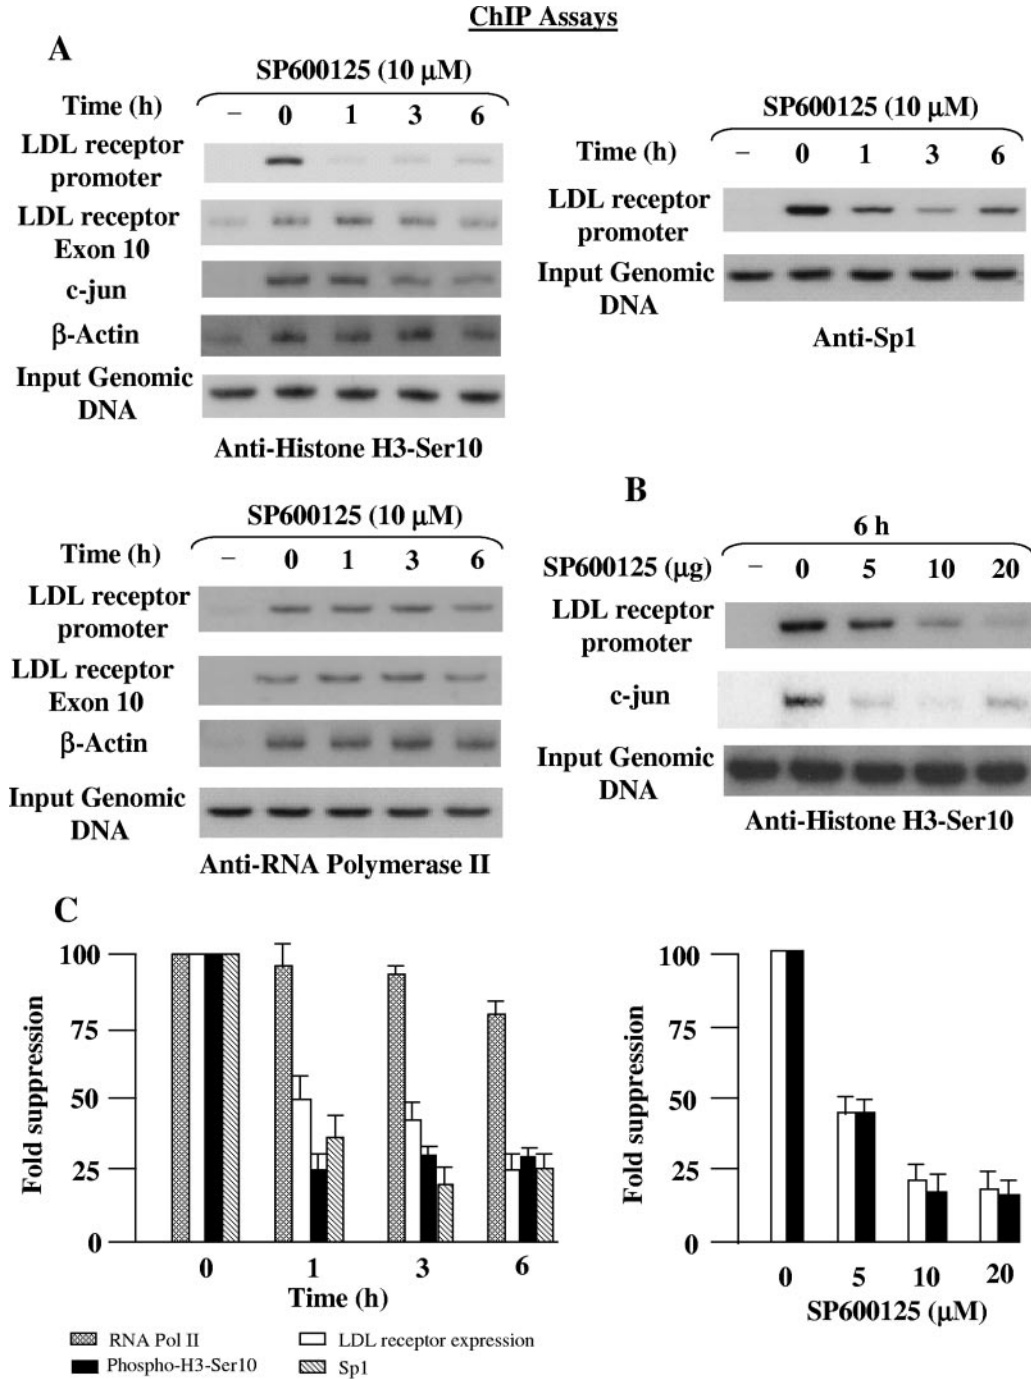 ChIP Assays
A
SP600125 (10 μM)
Time (h) – 0 1 3 6
LDL receptor
promoter
LDL receptor
Exon 10
c-jun
β-Actin
Input Genomic
DNA
Anti-Histone H3-Ser10
SP600125 (10 μM)
Time (h) – 0 1 3 6
LDL receptor
promoter
Input Genomic
DNA
Anti-Sp1
SP600125 (10 μM)
Time (h) – 0 1 3 6
LDL receptor
promoter
LDL receptor
Exon 10
β-Actin
Input Genomic
DNA
Anti-RNA Polymerase II
B
6 h
SP600125 (μg) – 0 5 10 20
LDL receptor
promoter
c-jun
Input Genomic
DNA
Anti-Histone H3-Ser10
C
Fold suppression
100
75
50
25
0
0 1 3 6
Time (h)
RNA Pol II
LDL receptor expression
Phospho-H3-Ser10
Sp1
Fold suppression
100
75
50
25
0
0 5 10 20
SP600125 (μM)